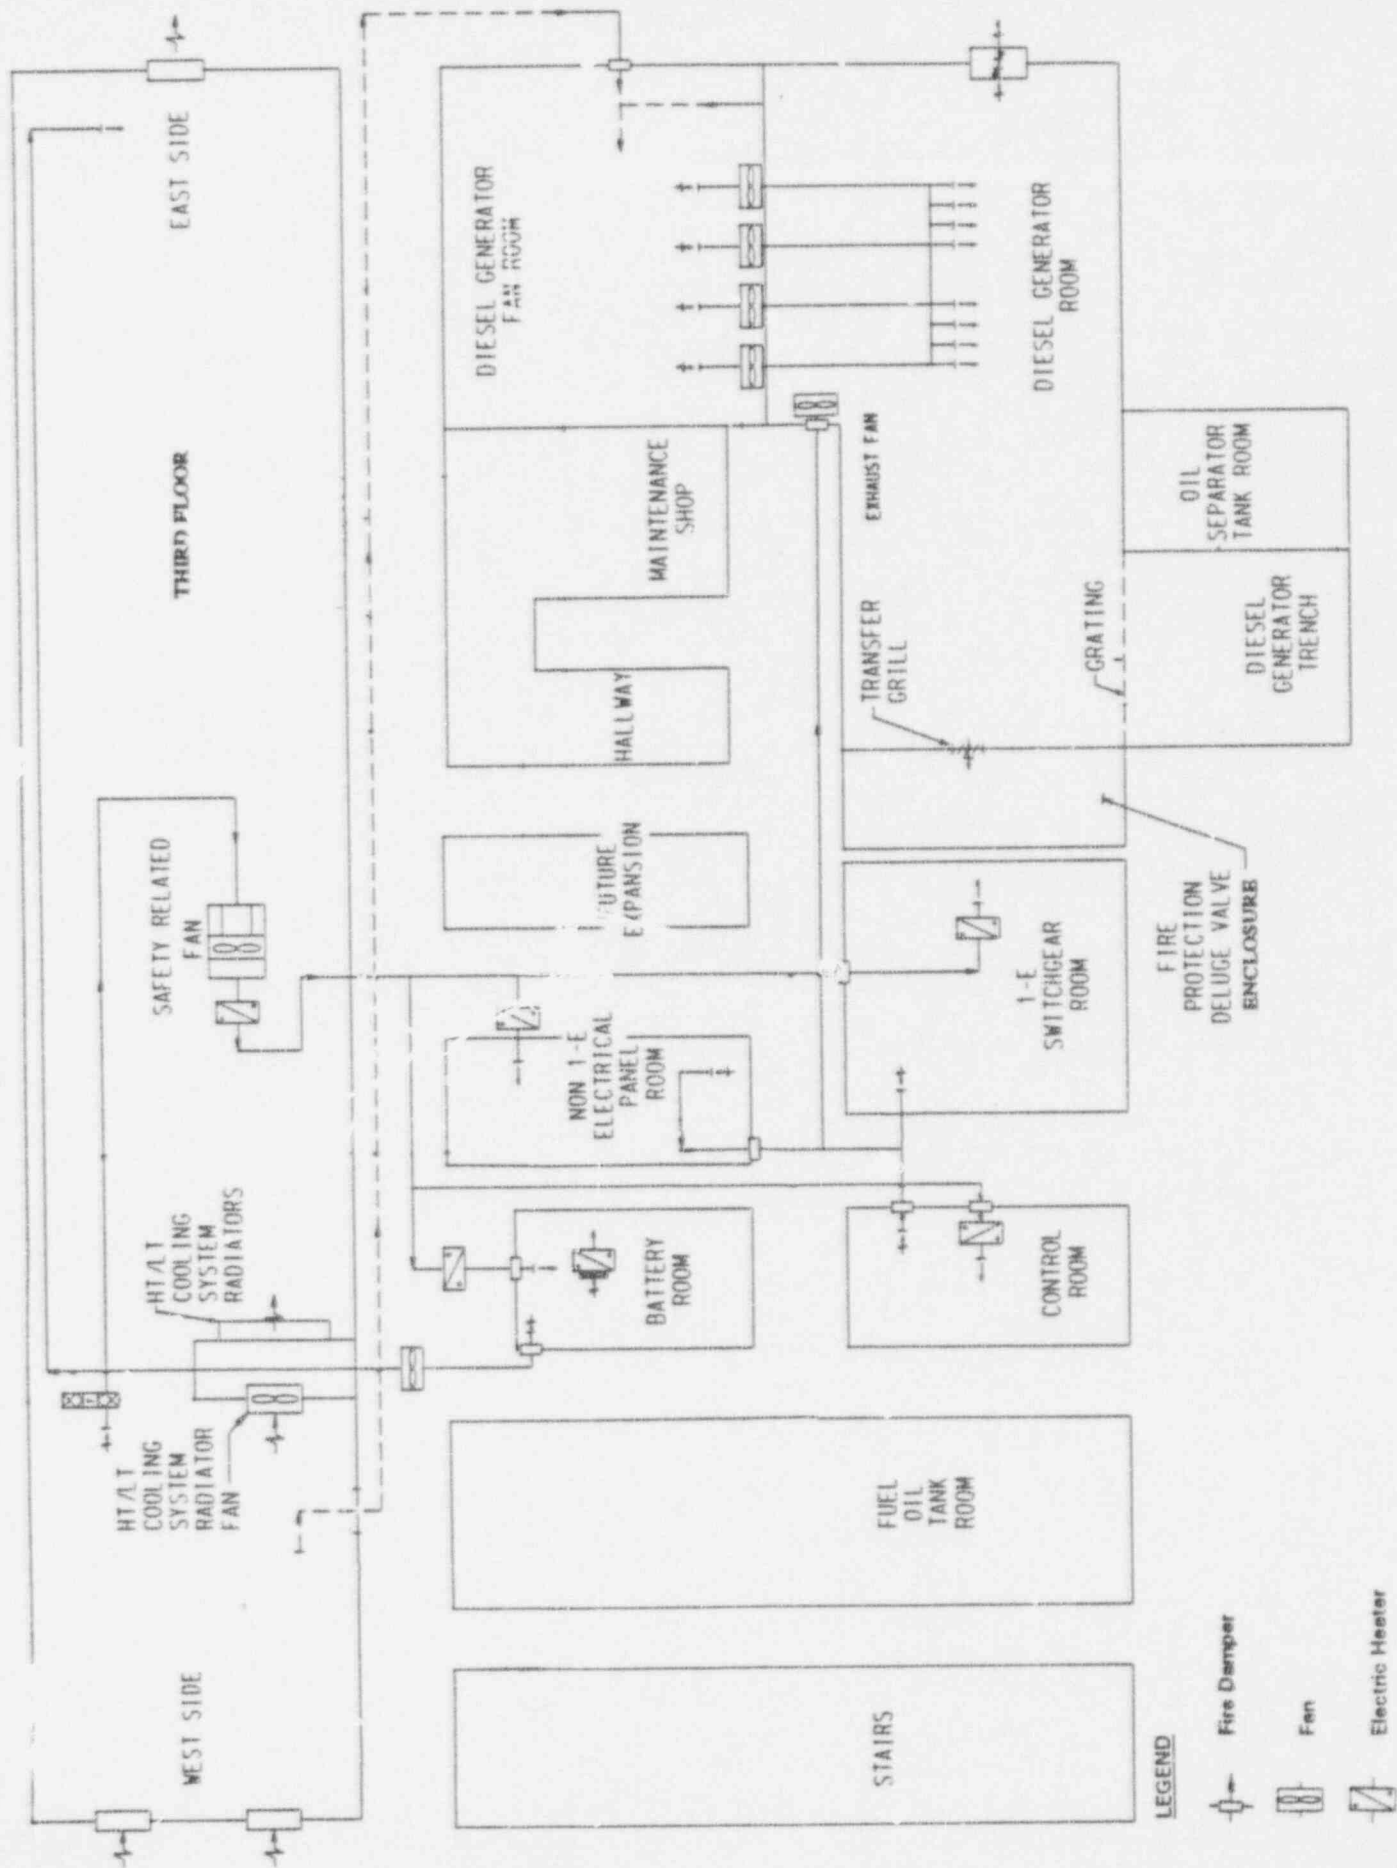 WEST SIDE
HT/LT
COOLING
SYSTEM
RADIATOR
FAN
HT/LT
COOLING
SYSTEM
RADIATORS
SAFETY RELATED
FAN
THIRD FLOOR
EAST SIDE
STAIRS
FUEL
OIL
TANK
ROOM
BATTERY
ROOM
CONTROL
ROOM
NON 1-E
ELECTRICAL
PANEL
ROOM
1-E
SWITCHGEAR
ROOM
UTURE
EXPANSION
HALLWAY
MAINTENANCE
SHOP
DIESEL GENERATOR
FAN ROOM
TRANSFER
GRILL
EXHAUST FAN
DIESEL GENERATOR
ROOM
GRATING
FIRE
PROTECTION
DELUGE VALVE
ENCLOSURE
DIESEL
GENERATOR
TRENCH
OIL
SEPARATOR
TANK ROOM
LEGEND
Fire Damper
Fan
Electric Heater